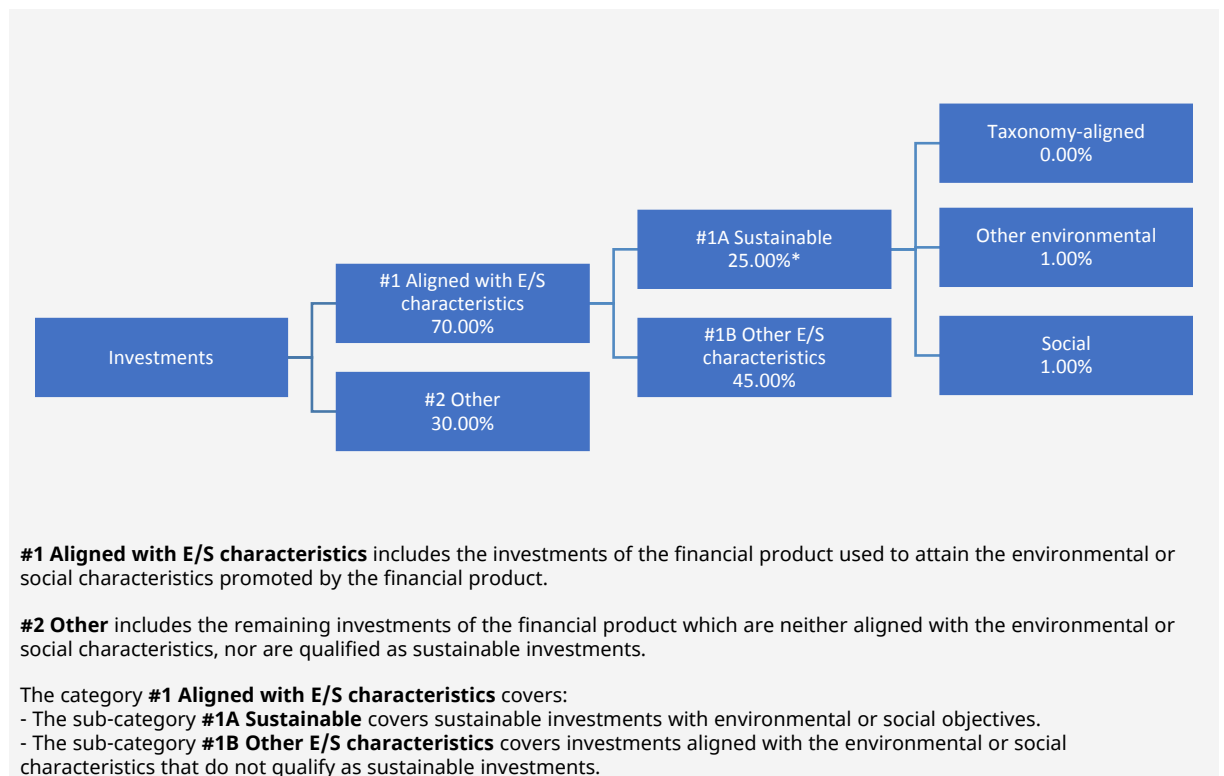 Investments
#1 Aligned with E/S
characteristics
70.00%
#2 Other
30.00%
#1A Sustainable
25.00%*
#1B Other E/S
characteristics
45.00%
Taxonomy-aligned
0.00%
Other environmental
1.00%
Social
1.00%
#1 Aligned with E/S characteristics includes the investments of the financial product used to attain the environmental or
social characteristics promoted by the financial product.
#2 Other includes the remaining investments of the financial product which are neither aligned with the environmental or
social characteristics, nor are qualified as sustainable investments.
The category #1 Aligned with E/S characteristics covers:
- The sub-category #1A Sustainable covers sustainable investments with environmental or social objectives.
- The sub-category #1B Other E/S characteristics covers investments aligned with the environmental or social
characteristics that do not qualify as sustainable investments.